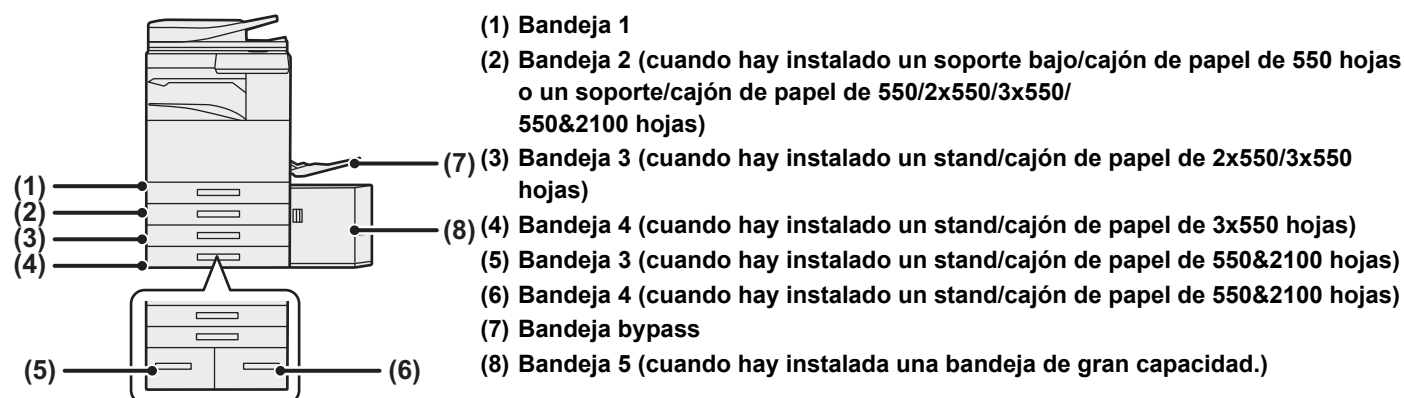 (1) Bandeja 1
(2) Bandeja 2 (cuando hay instalado un soporte bajo/cajón de papel de 550 hojas
o un soporte/cajón de papel de 550/2x550/3x550/
550&2100 hojas)
(3) Bandeja 3 (cuando hay instalado un stand/cajón de papel de 2x550/3x550
hojas)
(4) Bandeja 4 (cuando hay instalado un stand/cajón de papel de 3x550 hojas)
(5) Bandeja 3 (cuando hay instalado un stand/cajón de papel de 550&2100 hojas)
(6) Bandeja 4 (cuando hay instalado un stand/cajón de papel de 550&2100 hojas)
(7) Bandeja bypass
(8) Bandeja 5 (cuando hay instalada una bandeja de gran capacidad.)
(1)
(2)
(3)
(4)
(5)
(6)
(7)
(8)